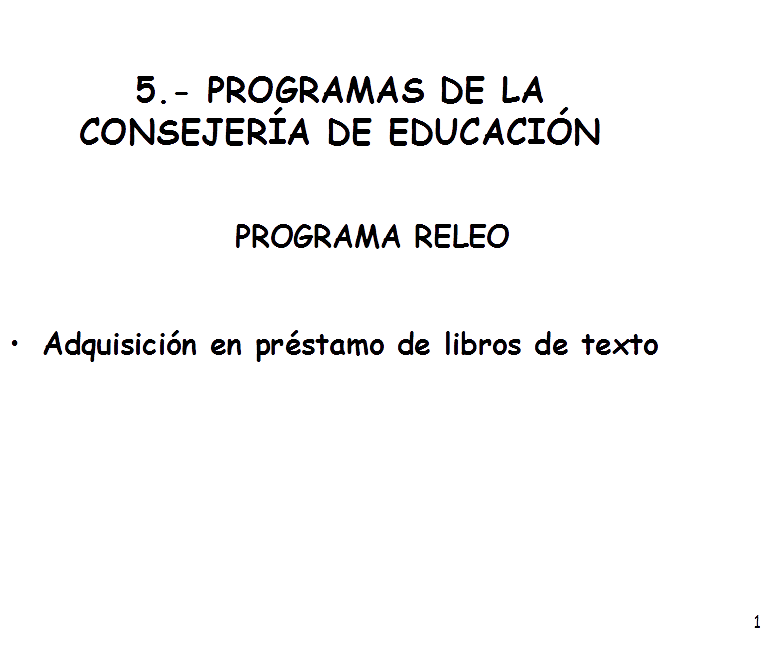 5.- PROGRAMAS DE LA
CONSEJERÍA DE EDUCACIÓN
PROGRAMA RELEO
• Adquisición en préstamo de libros de texto
1